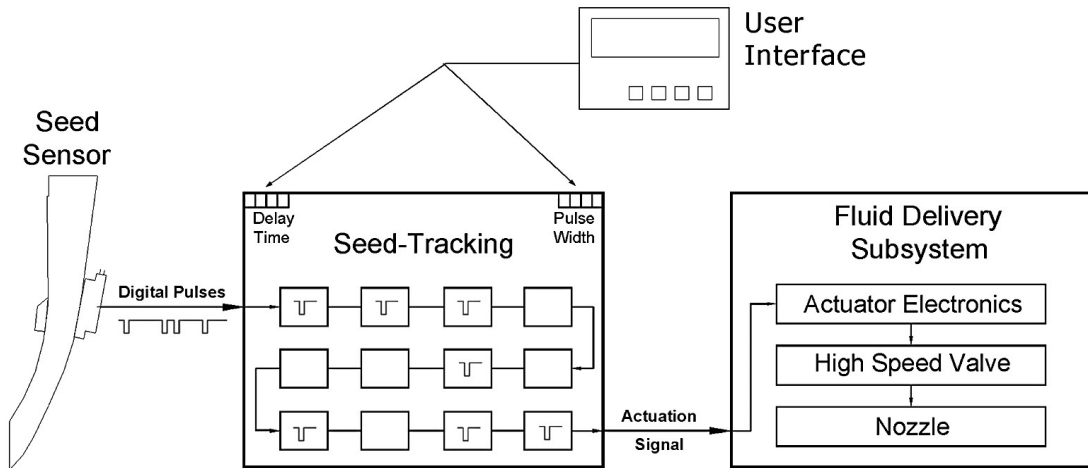 User
Interface
Seed
Sensor
Delay
Time
Pulse
Width
Seed-Tracking
Digital Pulses
Actuation
Signal
Fluid Delivery
Subsystem
Actuator Electronics
High Speed Valve
Nozzle